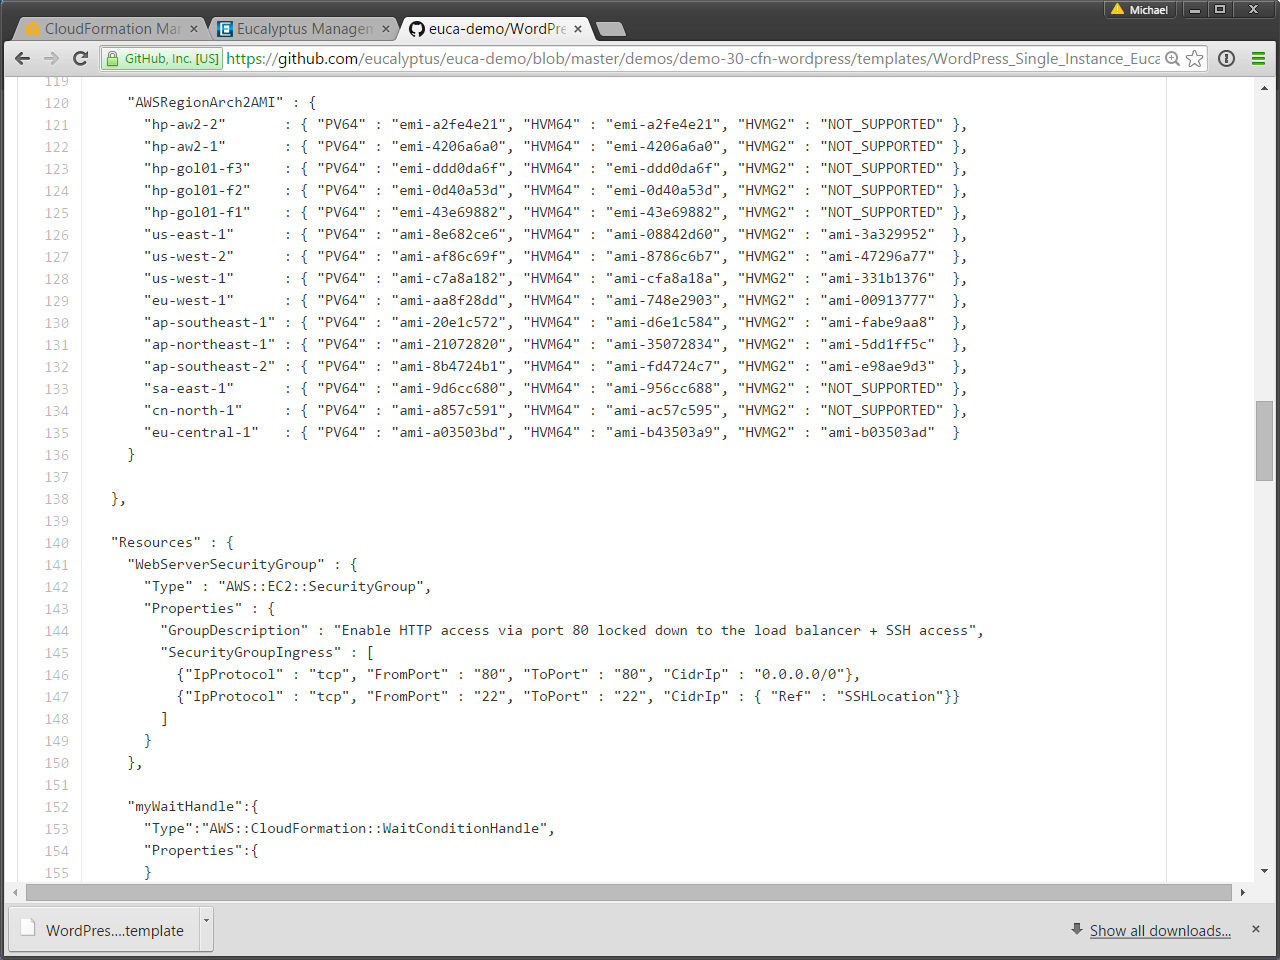 Michael
CloudFormation Mar
Eucalyptus Managem
euca-demo/WordPre
GitHub, Inc. [US]
https://github.com/eucalyptus/euca-demo/blob/master/demos/demo-30-cfn-wordpress/templates/WordPress_Single_Instance_Euca
119
120 "AWSRegionArch2AMI" : {
121 "hp-aw2-2" : { "PV64" : "emi-a2fe4e21", "HVM64" : "emi-a2fe4e21", "HVMG2" : "NOT_SUPPORTED" },
122 "hp-aw2-1" : { "PV64" : "emi-4206a6a0", "HVM64" : "emi-4206a6a0", "HVMG2" : "NOT_SUPPORTED" },
123 "hp-gol01-f3" : { "PV64" : "emi-ddd0da6f", "HVM64" : "emi-ddd0da6f", "HVMG2" : "NOT_SUPPORTED" },
124 "hp-gol01-f2" : { "PV64" : "emi-0d40a53d", "HVM64" : "emi-0d40a53d", "HVMG2" : "NOT_SUPPORTED" },
125 "hp-gol01-f1" : { "PV64" : "emi-43e69882", "HVM64" : "emi-43e69882", "HVMG2" : "NOT_SUPPORTED" },
126 "us-east-1" : { "PV64" : "ami-8e682ce6", "HVM64" : "ami-08842d60", "HVMG2" : "ami-3a329952" },
127 "us-west-2" : { "PV64" : "ami-af86c69f", "HVM64" : "ami-8786c6b7", "HVMG2" : "ami-47296a77" },
128 "us-west-1" : { "PV64" : "ami-c7a8a182", "HVM64" : "ami-cfa8a18a", "HVMG2" : "ami-331b1376" },
129 "eu-west-1" : { "PV64" : "ami-aa8f28dd", "HVM64" : "ami-748e2903", "HVMG2" : "ami-00913777" },
130 "ap-southeast-1" : { "PV64" : "ami-20e1c572", "HVM64" : "ami-d6e1c584", "HVMG2" : "ami-fabe9aa8" },
131 "ap-northeast-1" : { "PV64" : "ami-21072820", "HVM64" : "ami-35072834", "HVMG2" : "ami-5dd1ff5c" },
132 "ap-southeast-2" : { "PV64" : "ami-8b4724b1", "HVM64" : "ami-fd4724c7", "HVMG2" : "ami-e98ae9d3" },
133 "sa-east-1" : { "PV64" : "ami-9d6cc680", "HVM64" : "ami-956cc688", "HVMG2" : "NOT_SUPPORTED" },
134 "cn-north-1" : { "PV64" : "ami-a857c591", "HVM64" : "ami-ac57c595", "HVMG2" : "NOT_SUPPORTED" },
135 "eu-central-1" : { "PV64" : "ami-a03503bd", "HVM64" : "ami-b43503a9", "HVMG2" : "ami-b03503ad" }
136 }
137
138 },
139
140 "Resources" : {
141 "WebServerSecurityGroup" : {
142 "Type" : "AWS::EC2::SecurityGroup",
143 "Properties" : {
144 "GroupDescription" : "Enable HTTP access via port 80 locked down to the load balancer + SSH access",
145 "SecurityGroupIngress" : [
146 {"IpProtocol" : "tcp", "FromPort" : "80", "ToPort" : "80", "CidrIp" : "0.0.0.0/0"},
147 {"IpProtocol" : "tcp", "FromPort" : "22", "ToPort" : "22", "CidrIp" : { "Ref" : "SSHLocation"}}
148 ]
149 }
150 },
151
152 "myWaitHandle":{
153 "Type":"AWS::CloudFormation::WaitConditionHandle",
154 "Properties":{
155 }
WordPres....template
Show all downloads...